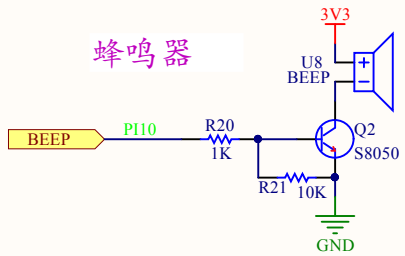 蜂鸣器
3V3
U8
BEEP
+
-
BEEP
PI10
R20
1K
Q2
S8050
R21
10K
GND